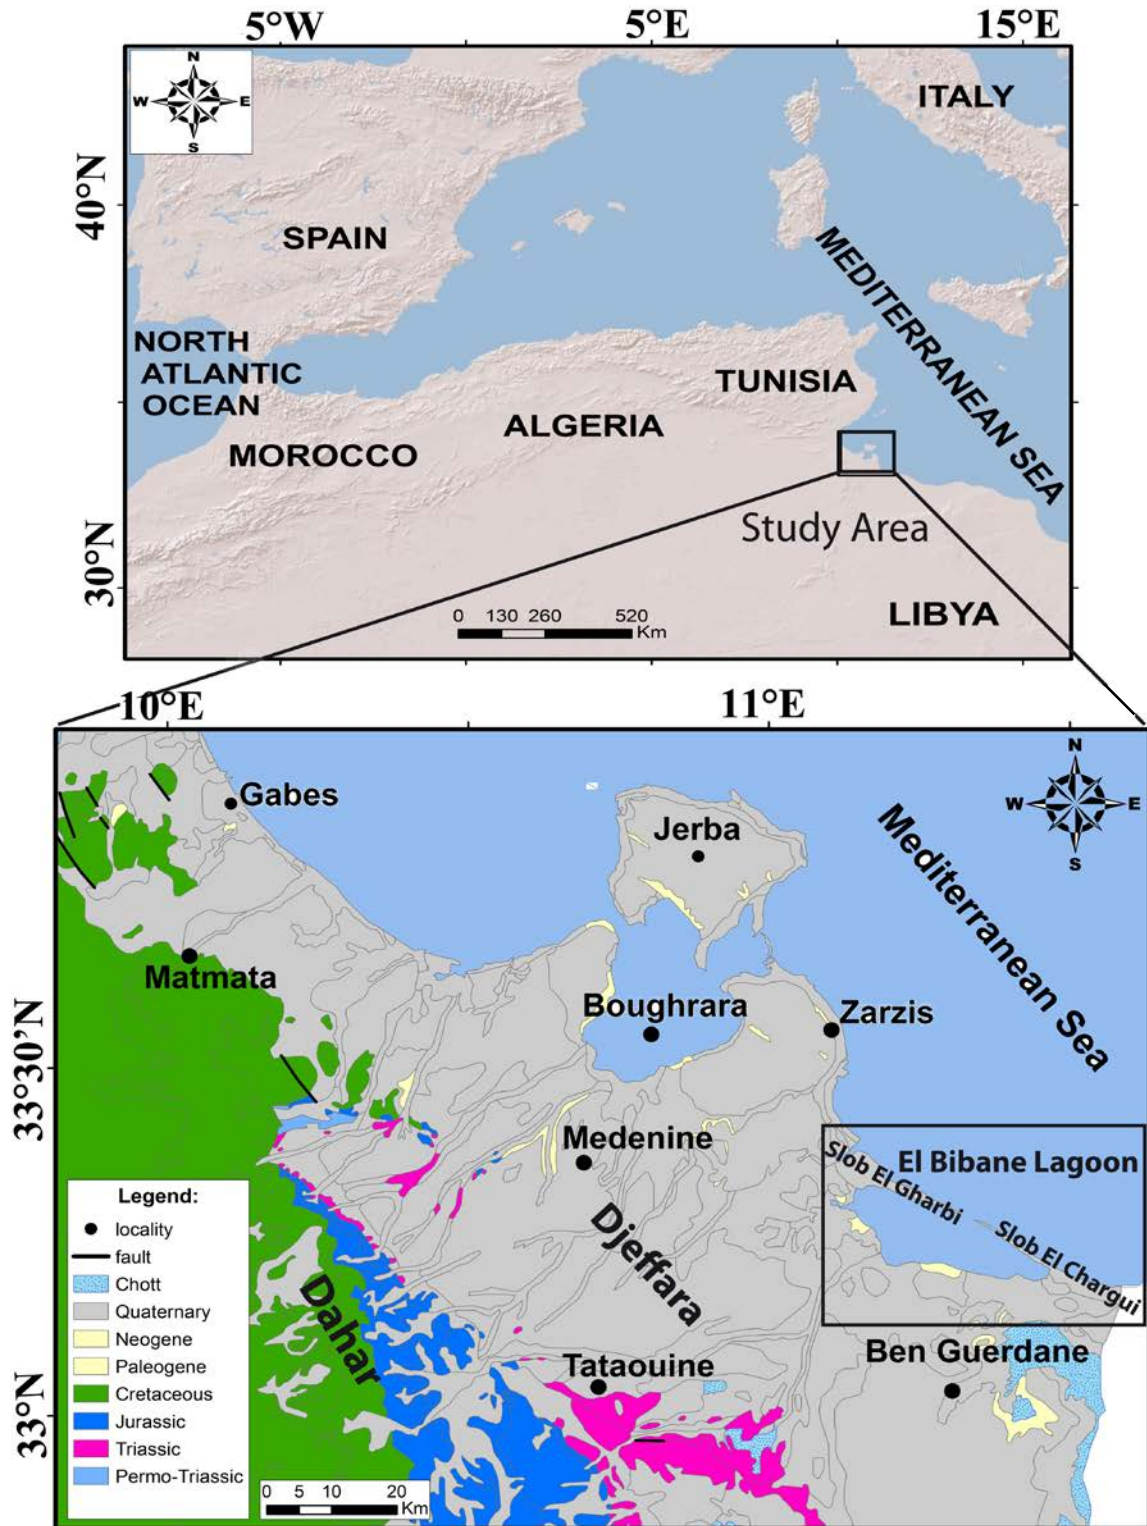 5°W 5°E 15°E
N
W E
S
ITALY
40°N
SPAIN
MEDITERRANEAN SEA
NORTH
ATLANTIC
OCEAN
TUNISIA
ALGERIA
MOROCCO
Study Area
30°N
LIBYA
0 130 260 520
Km
10°E 11°E
N
W E
S
Gabes
Jerba
Mediterranean Sea
Matmata
Boughrara
Zarzis
33°30’N
Medenine
El Bibane Lagoon
Slob El Gharbi
Slob El Chargui
Djeffara
Dahar
Tataouine
Ben Guerdane
33°N
Legend:
locality
fault
Chott
Quaternary
Neogene
Paleogene
Cretaceous
Jurassic
Triassic
Permo-Triassic
0 5 10 20
Km